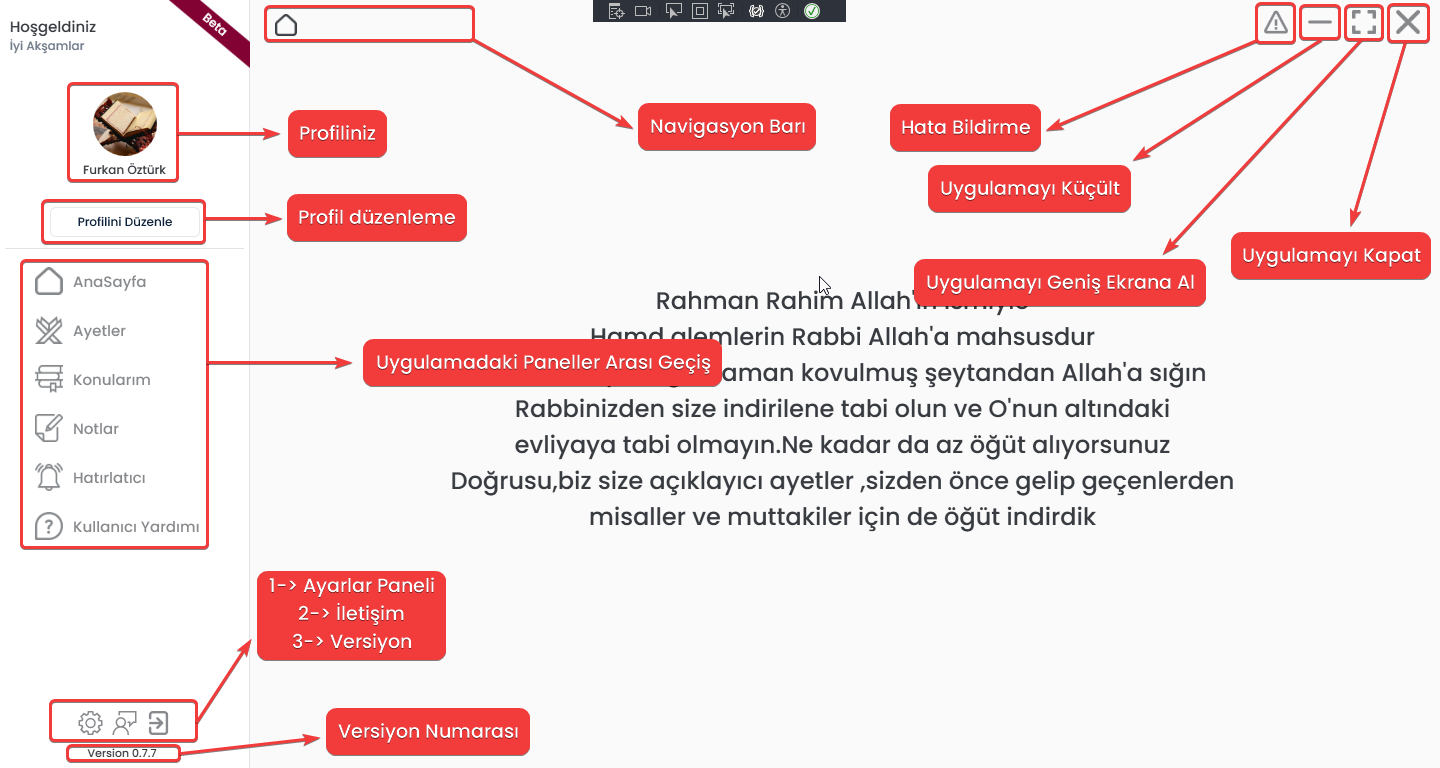 Hoşgeldiniz
İyi Akşamlar
Beta
Furkan Öztürk
Profilini Düzenle
AnaSayfa
Ayetler
Konularım
Notlar
Hatırlatıcı
Kullanıcı Yardımı
Version 0.7.7
Profiliniz
Profil düzenleme
Navigasyon Barı
Hata Bildirme
Uygulamayı Küçült
Uygulamayı Geniş Ekrana Al
Uygulamayı Kapat
Uygulamadaki Paneller Arası Geçiş
Rahman Rahim Allah'ın ismiyle
Hamd alemlerin Rabbi Allah'a mahsusdur
kovulmuş şeytandan Allah'a sığın
Rabbinizden size indirilene tabi olun ve O'nun altındaki
evliyaya tabi olmayın.Ne kadar da az öğüt alıyorsunuz
Doğrusu,biz size açıklayıcı ayetler ,sizden önce gelip geçenlerden
misaller ve muttakiler için de öğüt indirdik
1-> Ayarlar Paneli
2-> İletişim
3-> Versiyon
Versiyon Numarası